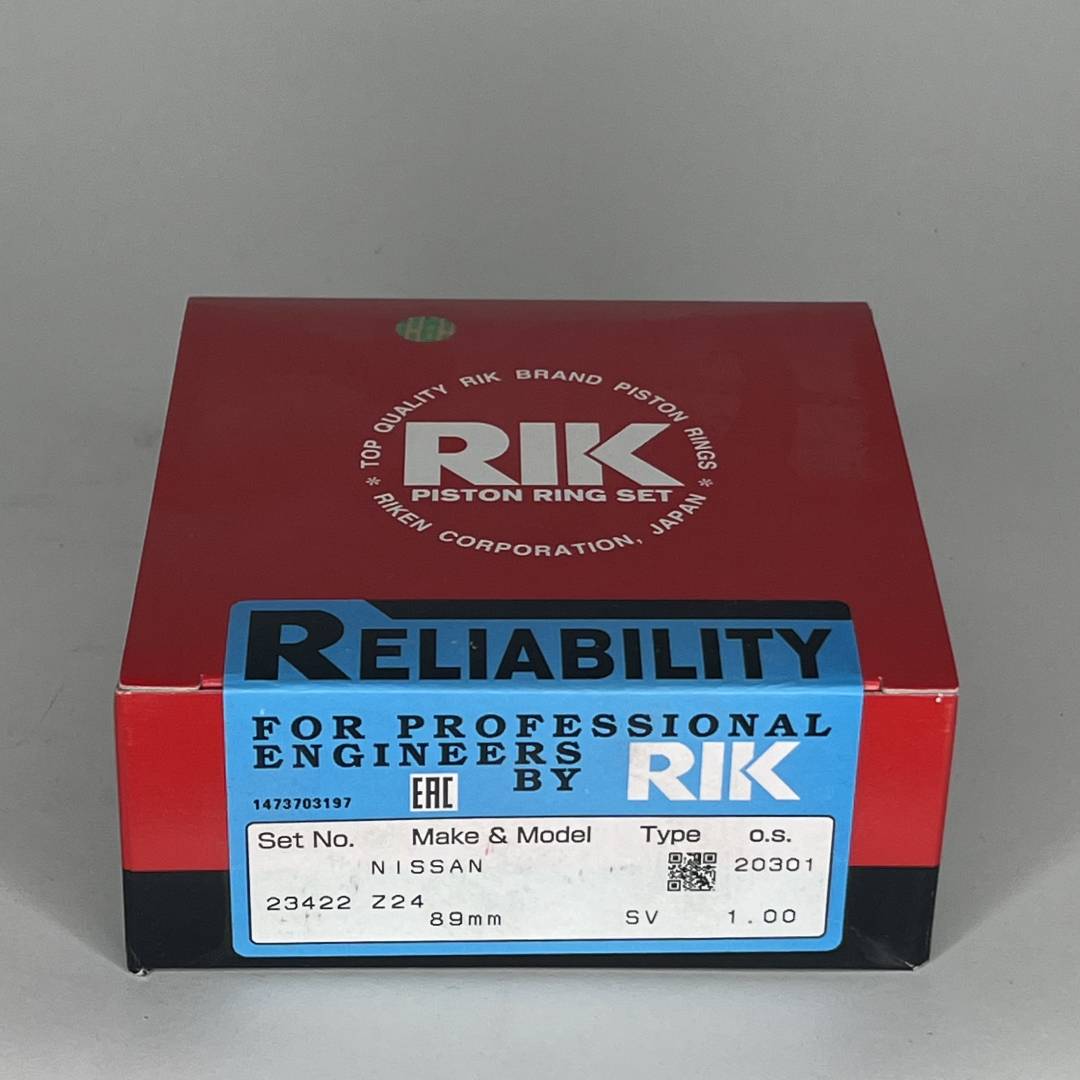 * TOP QUALITY RIK BRAND PISTON RINGS *
RIK
PISTON RING SET
RIKEN CORPORATION, JAPAN
RELIABILITY
FOR PROFESSIONAL
ENGINEERS
BY RIK
1473703197 EAC
Set No. Make & Model Type o.s.
NISSAN 20301
23422 Z24
89mm SV 1.00